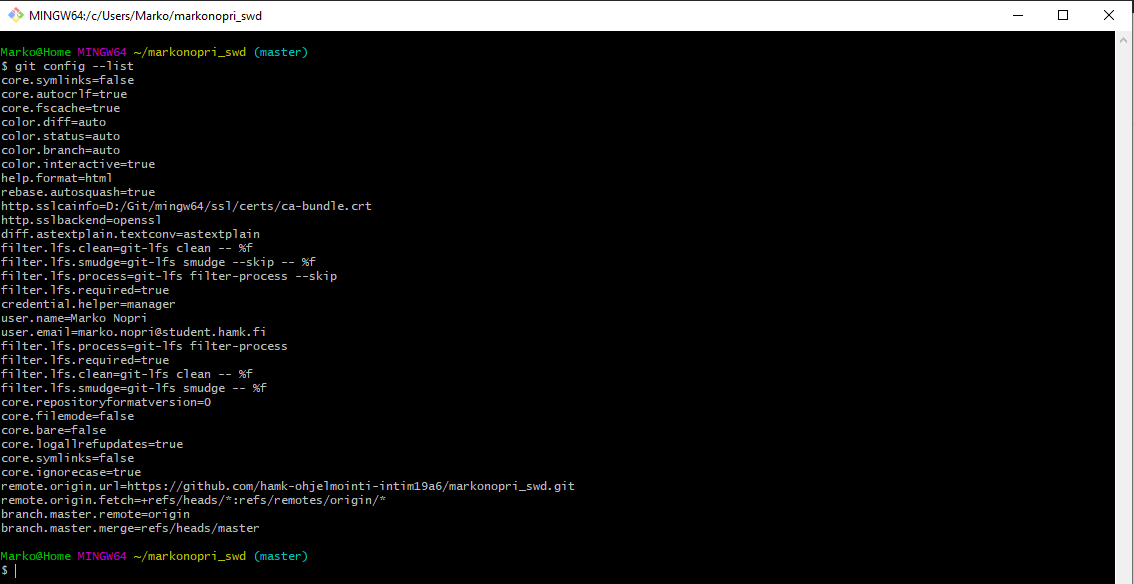 MINGW64:/c/Users/Marko/markonopri_swd
Marko@Home MINGW64 ~/markonopri_swd (master)
$ git config --list
core.symlinks=false
core.autocrlf=true
core.fscache=true
color.diff=auto
color.status=auto
color.branch=auto
color.interactive=true
help.format=html
rebase.autosquash=true
http.sslcainfo=D:/Git/mingw64/ssl/certs/ca-bundle.crt
http.sslbackend=openssl
diff.astextplain.textconv=astextplain
filter.lfs.clean=git-lfs clean -- %f
filter.lfs.smudge=git-lfs smudge --skip -- %f
filter.lfs.process=git-lfs filter-process --skip
filter.lfs.required=true
credential.helper=manager
user.name=Marko Nopri
user.email=marko.nopri@student.hamk.fi
filter.lfs.process=git-lfs filter-process
filter.lfs.required=true
filter.lfs.clean=git-lfs clean -- %f
filter.lfs.smudge=git-lfs smudge -- %f
core.repositoryformatversion=0
core.filemode=false
core.bare=false
core.logallrefupdates=true
core.symlinks=false
core.ignorecase=true
remote.origin.url=https://github.com/hamk-ohjelmointi-intim19a6/markonopri_swd.git
remote.origin.fetch=+refs/heads/*:refs/remotes/origin/*
branch.master.remote=origin
branch.master.merge=refs/heads/master
Marko@Home MINGW64 ~/markonopri_swd (master)
$